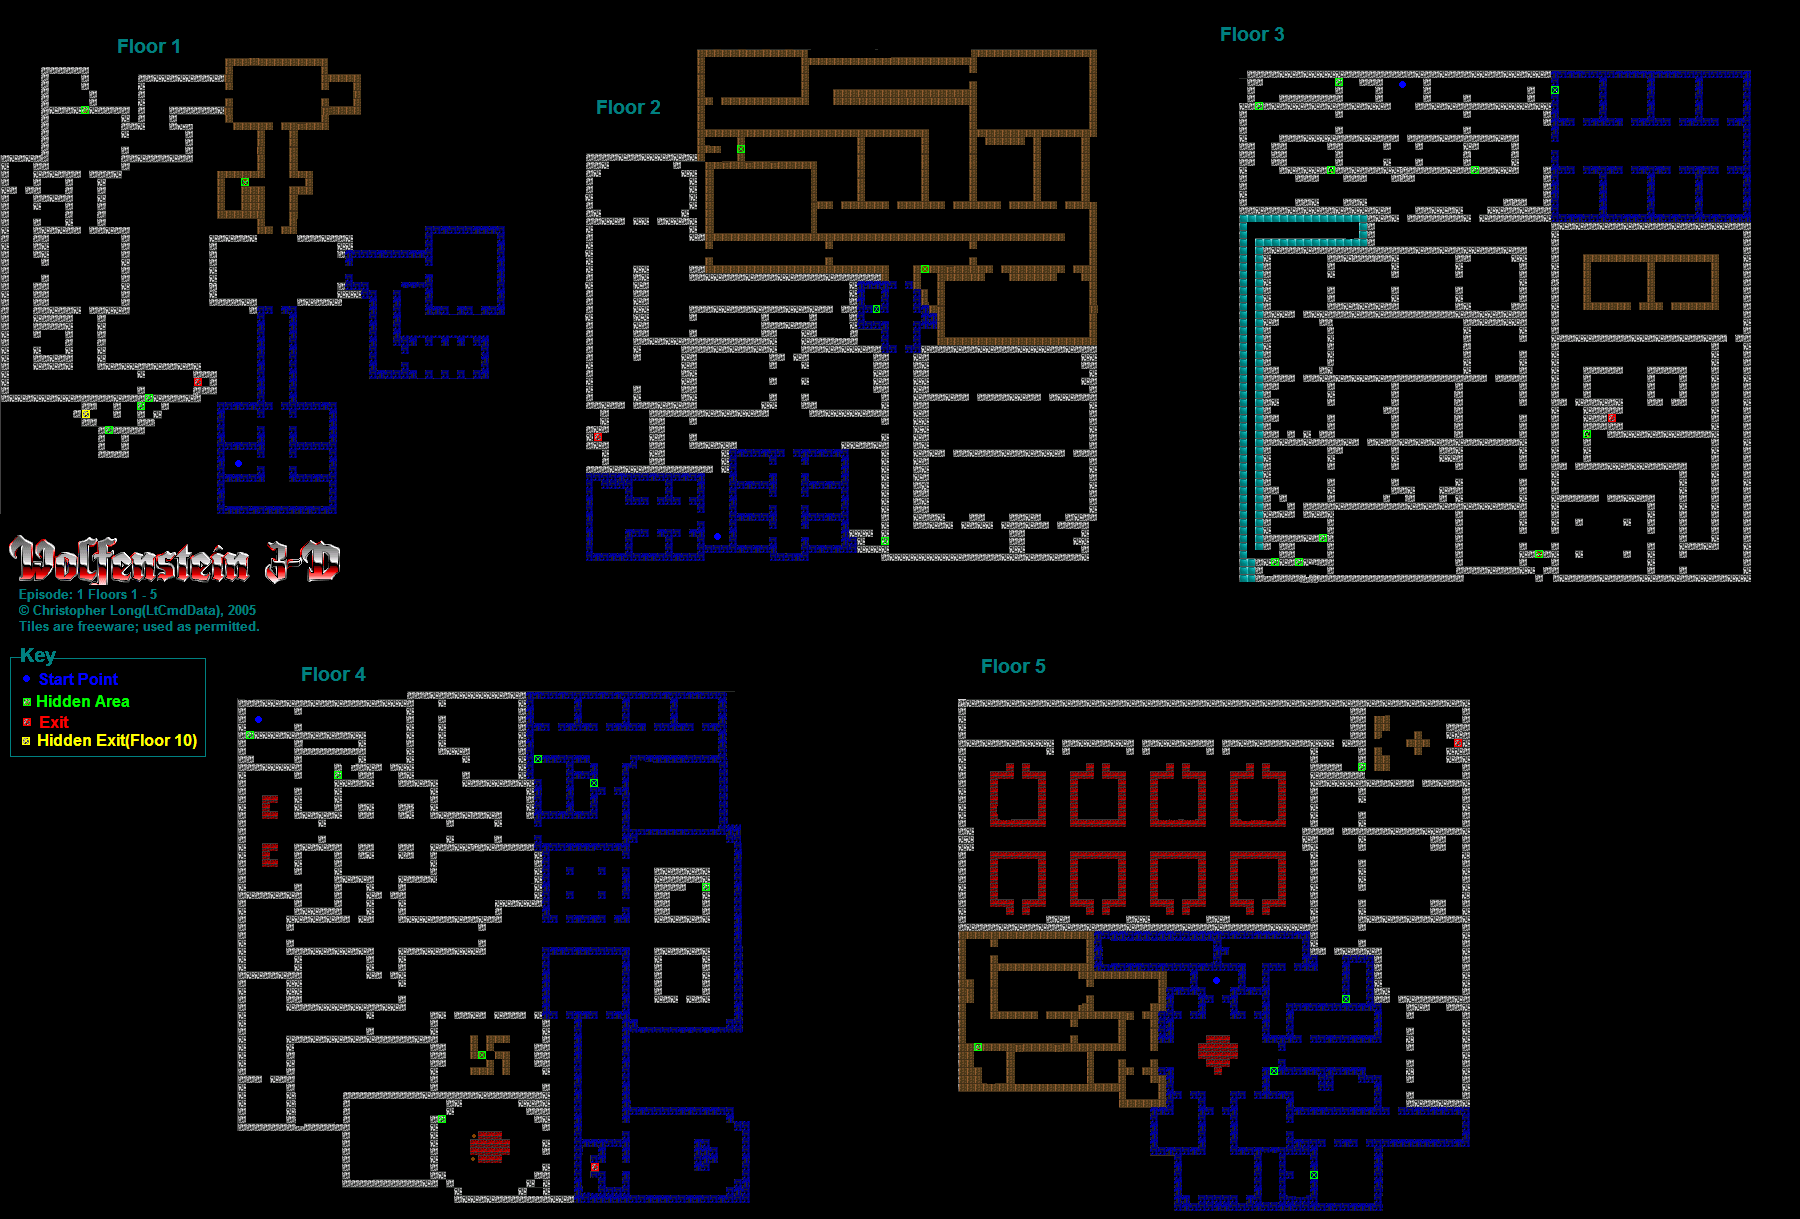 Floor 1
Floor 2
Floor 3
Wolfenstein 3-D
Episode: 1 Floors 1 - 5
© Christopher Long(LtCmdData), 2005
Tiles are freeware; used as permitted.
Key
Start Point
Hidden Area
Exit
Hidden Exit(Floor 10)
Floor 4
Floor 5